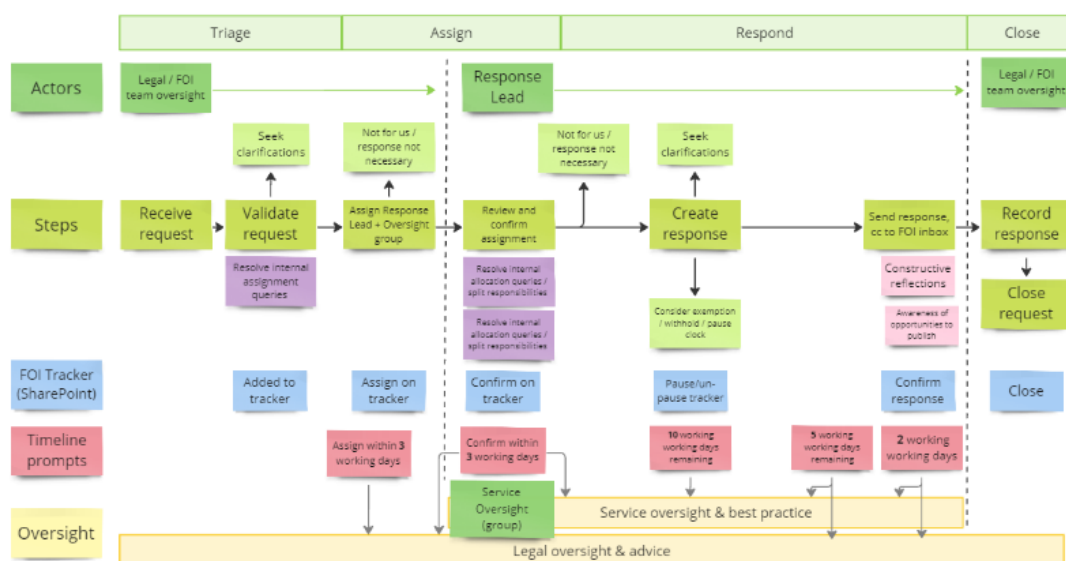 Triage
Assign
Respond
Close
Actors
Legal / FOI
team oversight
Response
Lead
Legal / FOI
team oversight
Seek
clarifications
Not for us /
response not
necessary
Not for us /
response not
necessary
Seek
clarifications
Steps
Receive
request
Validate
request
Assign Response
Lead + Oversight
group
Review and
confirm
assignment
Create
response
Send response,
cc to FOI inbox
Record
response
Resolve internal
assignment
queries
Resolve internal
allocation queries /
split responsibilities
Resolve internal
allocation queries /
split responsibilities
Consider exemption
/ withhold / pause
clock
Constructive
reflections
Awareness of
opportunities to
publish
Close
request
FOI Tracker
(SharePoint)
Added to
tracker
Assign on
tracker
Confirm on
tracker
Pause/un-
pause tracker
Confirm
response
Close
Timeline
prompts
Assign within 3
working days
Confirm within
3 working days
10 working
working days
remaining
5 working
working days
remaining
2 working
working days
Oversight
Service
Oversight
(group)
Service oversight & best practice
Legal oversight & advice